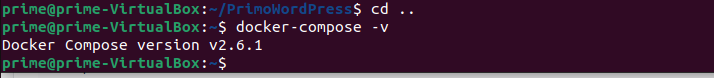 prime@prime-VirtualBox:~/PrimoWordPress$ cd ..
prime@prime-VirtualBox:~$ docker-compose -v
Docker Compose version v2.6.1
prime@prime-VirtualBox:~$